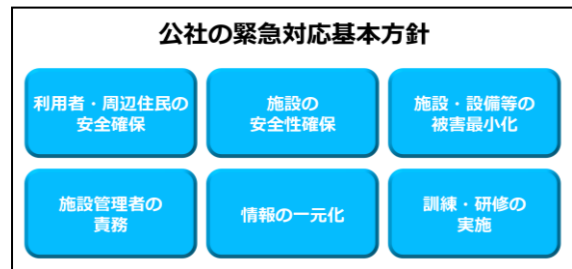 公社の緊急対応基本方針
利用者・周辺住民の
安全確保
施設の
安全性確保
施設・設備等の
被害最小化
施設管理者の
責務
情報の一元化
訓練・研修の
実施